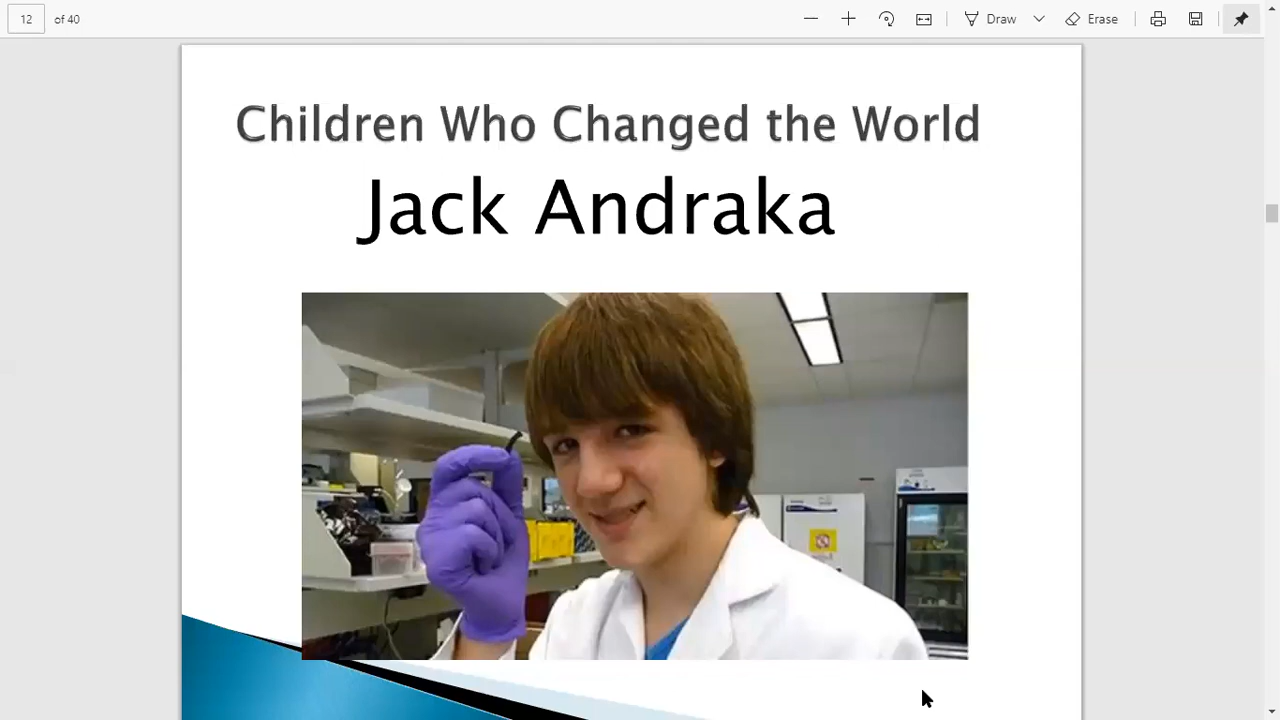 12 of 40 Draw Erase
Children Who Changed the World
Jack Andraka